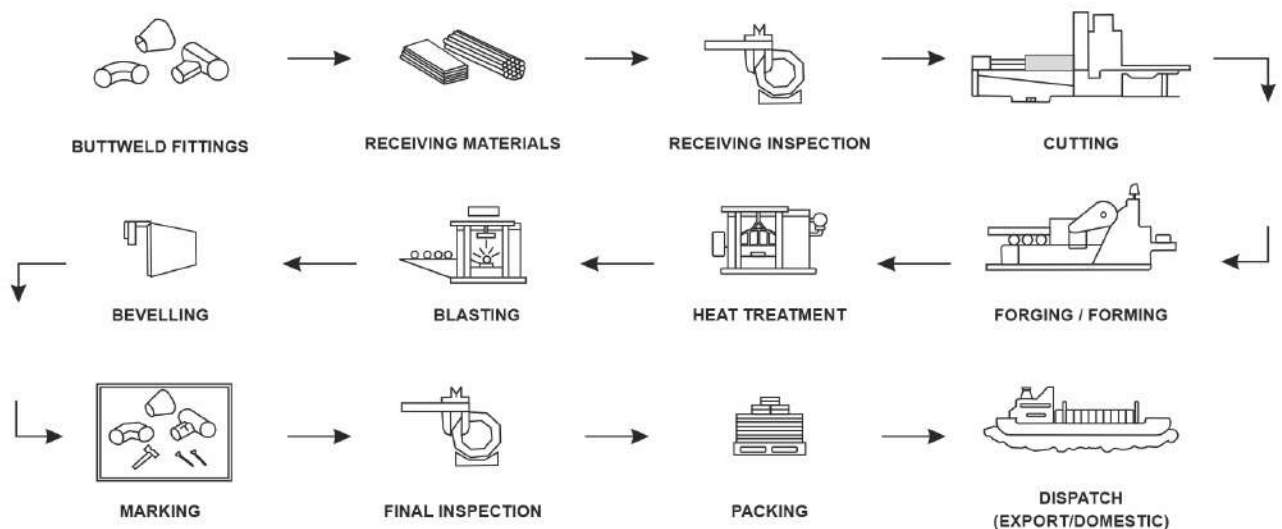 BUTTWELD FITTINGS
RECEIVING MATERIALS
RECEIVING INSPECTION
CUTTING
BEVELLING
BLASTING
HEAT TREATMENT
FORGING / FORMING
MARKING
FINAL INSPECTION
PACKING
DISPATCH
(EXPORT/DOMESTIC)